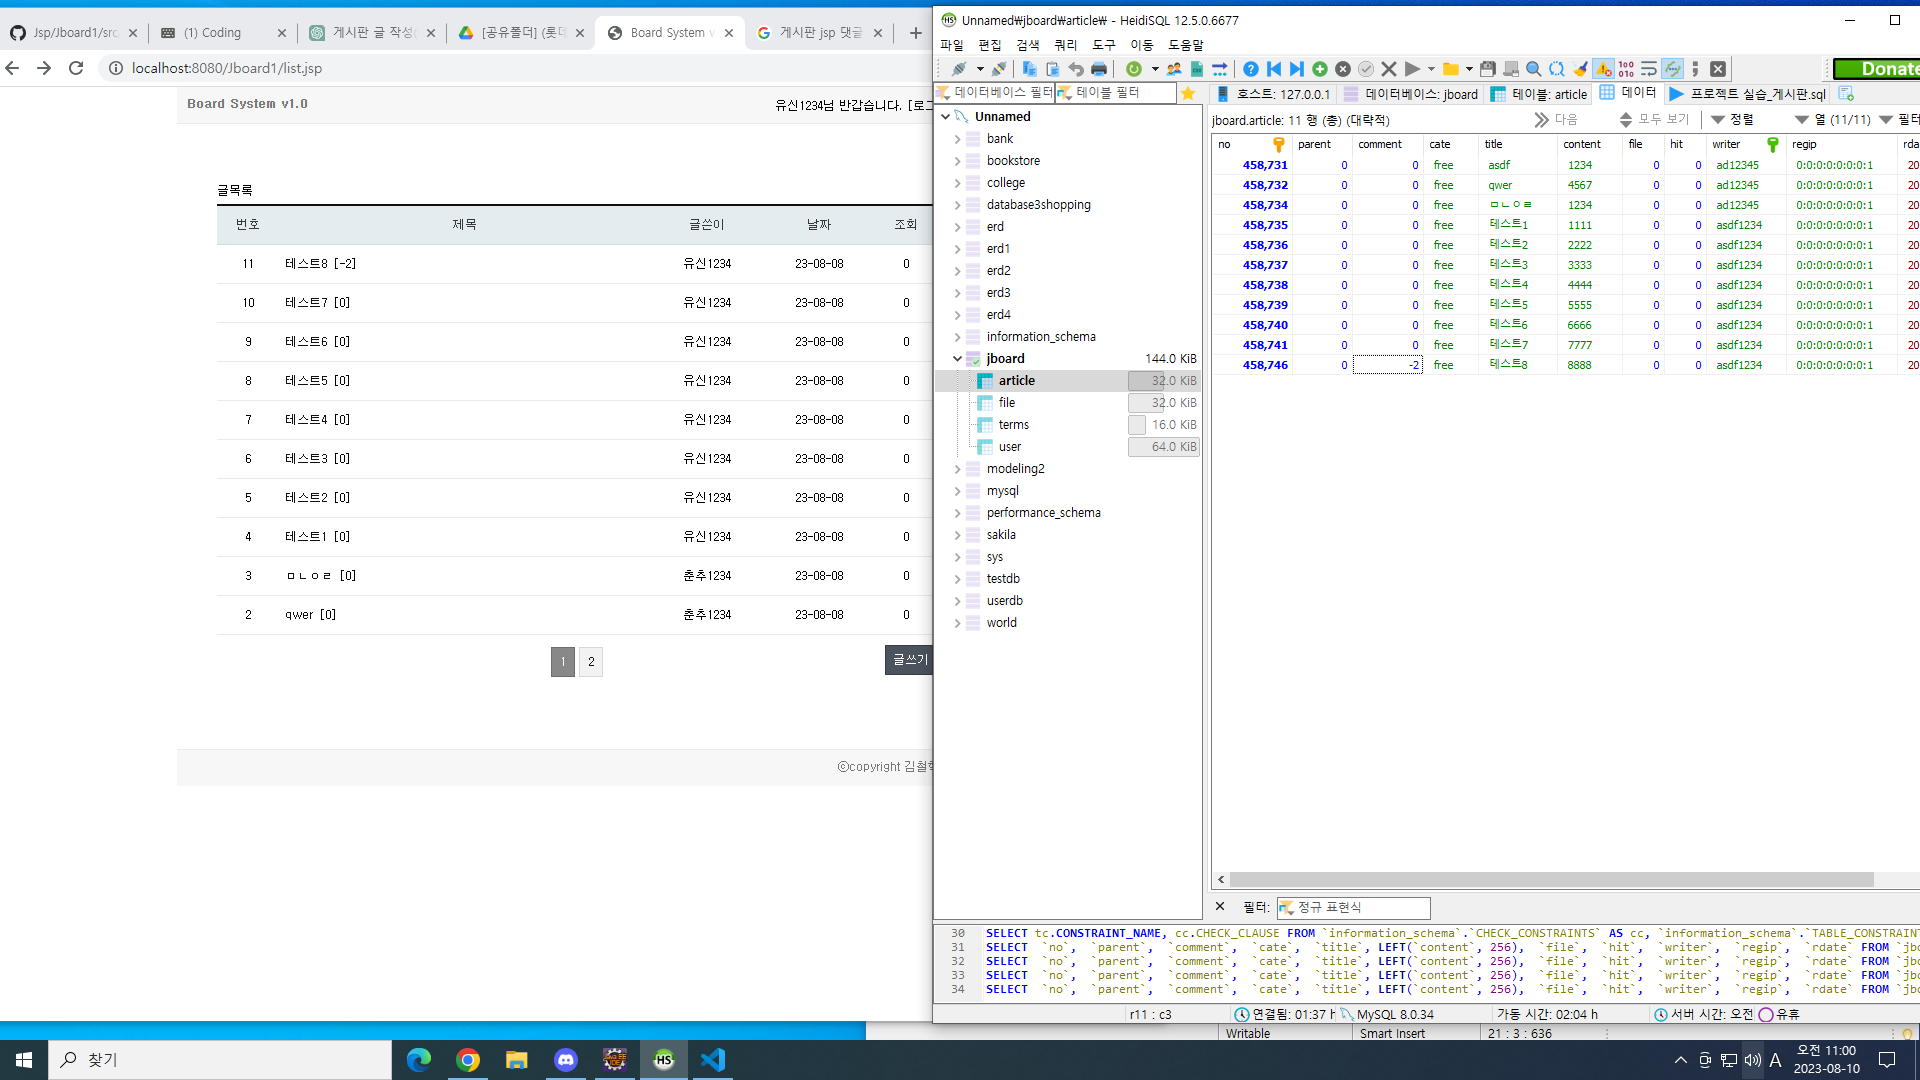 Jsp/Jboard1/src
(1) Coding
게시판 글 작성(
[공유폴더] (롯데
Board System v
게시판 jsp 댓글
localhost:8080/Jboard1/list.jsp
Board System v1.0
유신1234님 반갑습니다. [로그
글목록
번호 제목 글쓴이 날짜 조회
11 테스트8 [-2] 유신1234 23-08-08 0
10 테스트7 [0] 유신1234 23-08-08 0
9 테스트6 [0] 유신1234 23-08-08 0
8 테스트5 [0] 유신1234 23-08-08 0
7 테스트4 [0] 유신1234 23-08-08 0
6 테스트3 [0] 유신1234 23-08-08 0
5 테스트2 [0] 유신1234 23-08-08 0
4 테스트1 [0] 유신1234 23-08-08 0
3 ㅁㄴㅇㄹ [0] 춘추1234 23-08-08 0
2 qwer [0] 춘추1234 23-08-08 0
1 2
글쓰기
ⓒcopyright 김철학
Unnamed₩jboard₩article₩ - HeidiSQL 12.5.0.6677
파일 편집 검색 쿼리 도구 이동 도움말
Donate
데이터베이스 필터 테이블 필터
Unnamed
bank
bookstore
college
database3shopping
erd
erd1
erd2
erd3
erd4
information_schema
jboard 144.0 KiB
article 32.0 KiB
file 32.0 KiB
terms 16.0 KiB
user 64.0 KiB
modeling2
mysql
performance_schema
sakila
sys
testdb
userdb
world
호스트: 127.0.0.1 데이터베이스: jboard 테이블: article 데이터 프로젝트 실습_게시판.sql
jboard.article: 11 행 (총) (대략적) 다음 모두 보기 정렬 열 (11/11) 필터
no parent comment cate title content file hit writer regip rda
458,731 0 0 free asdf 1234 0 0 ad12345 0:0:0:0:0:0:0:1 20
458,732 0 0 free qwer 4567 0 0 ad12345 0:0:0:0:0:0:0:1 20
458,734 0 0 free ㅁㄴㅇㄹ 1234 0 0 ad12345 0:0:0:0:0:0:0:1 20
458,735 0 0 free 테스트1 1111 0 0 asdf1234 0:0:0:0:0:0:0:1 20
458,736 0 0 free 테스트2 2222 0 0 asdf1234 0:0:0:0:0:0:0:1 20
458,737 0 0 free 테스트3 3333 0 0 asdf1234 0:0:0:0:0:0:0:1 20
458,738 0 0 free 테스트4 4444 0 0 asdf1234 0:0:0:0:0:0:0:1 20
458,739 0 0 free 테스트5 5555 0 0 asdf1234 0:0:0:0:0:0:0:1 20
458,740 0 0 free 테스트6 6666 0 0 asdf1234 0:0:0:0:0:0:0:1 20
458,741 0 0 free 테스트7 7777 0 0 asdf1234 0:0:0:0:0:0:0:1 20
458,746 0 -2 free 테스트8 8888 0 0 asdf1234 0:0:0:0:0:0:0:1 20
필터: 정규 표현식
30 SELECT tc.CONSTRAINT_NAME, cc.CHECK_CLAUSE FROM `information_schema`.`CHECK_CONSTRAINTS` AS cc, `information_schema`.`TABLE_CONSTRAINT
31 SELECT `no`, `parent`, `comment`, `cate`, `title`, LEFT(`content`, 256), `file`, `hit`, `writer`, `regip`, `rdate` FROM `jbo
32 SELECT `no`, `parent`, `comment`, `cate`, `title`, LEFT(`content`, 256), `file`, `hit`, `writer`, `regip`, `rdate` FROM `jbo
33 SELECT `no`, `parent`, `comment`, `cate`, `title`, LEFT(`content`, 256), `file`, `hit`, `writer`, `regip`, `rdate` FROM `jbo
34 SELECT `no`, `parent`, `comment`, `cate`, `title`, LEFT(`content`, 256), `file`, `hit`, `writer`, `regip`, `rdate` FROM `jbo
r11 : c3 연결됨: 01:37 h MySQL 8.0.34 가동 시간: 02:04 h 서버 시간: 오전 유휴
Writable Smart Insert 21 : 3 : 636
찾기
A
오전 11:00
2023-08-10